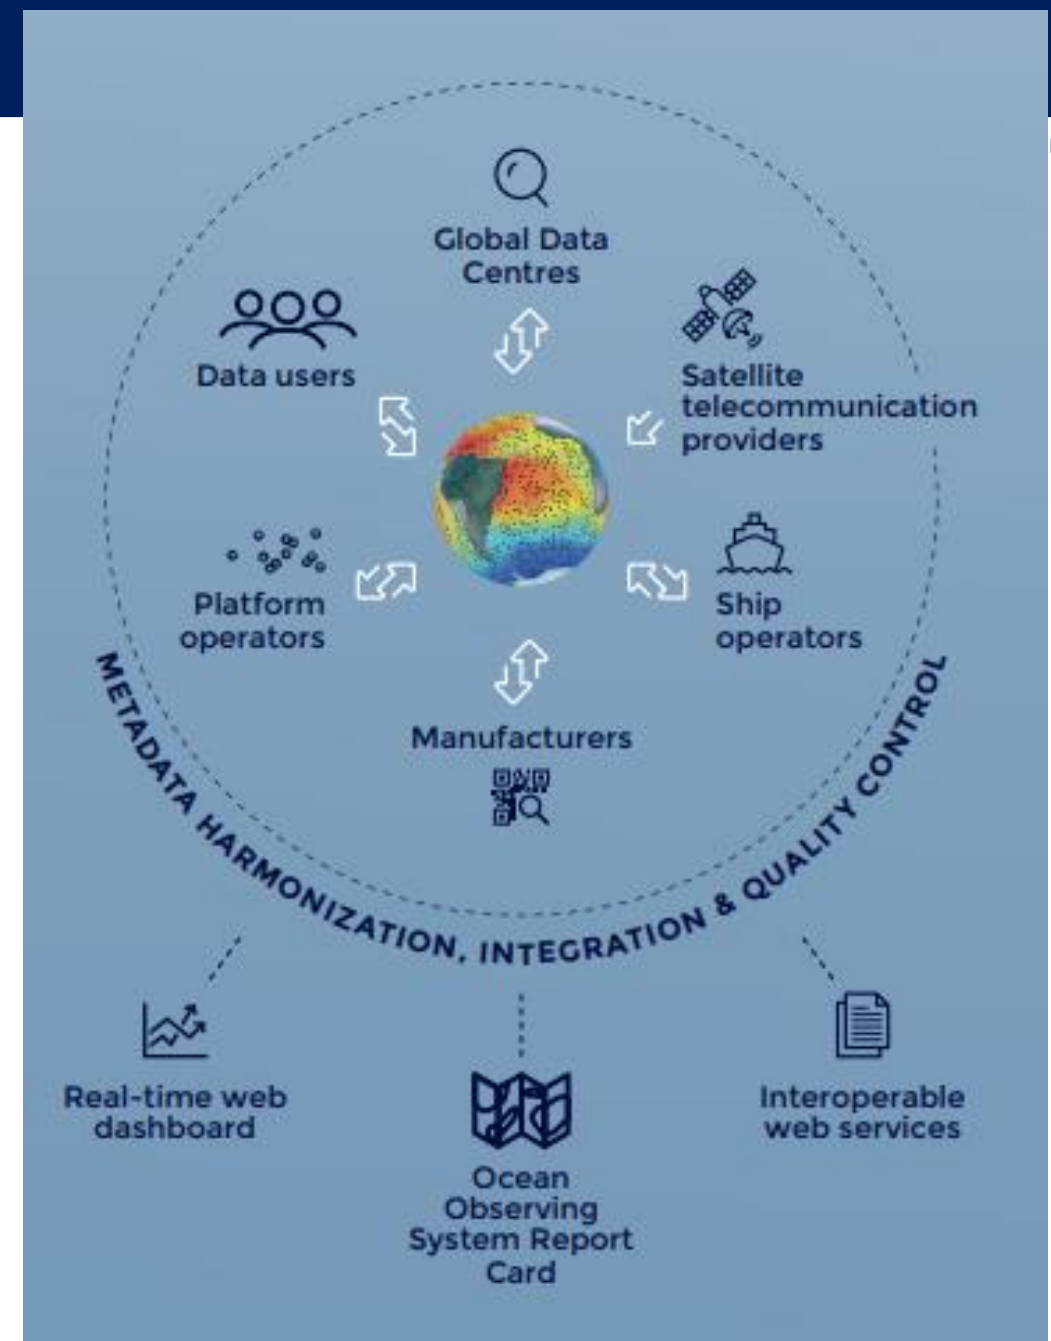 Global Data
Centres
Data users
Satellite
telecommunication
providers
Platform
operators
Ship
operators
Manufacturers
METADATA HARMONIZATION, INTEGRATION & QUALITY CONTROL
Real-time web
dashboard
Ocean
Observing
System Report
Card
Interoperable
web services